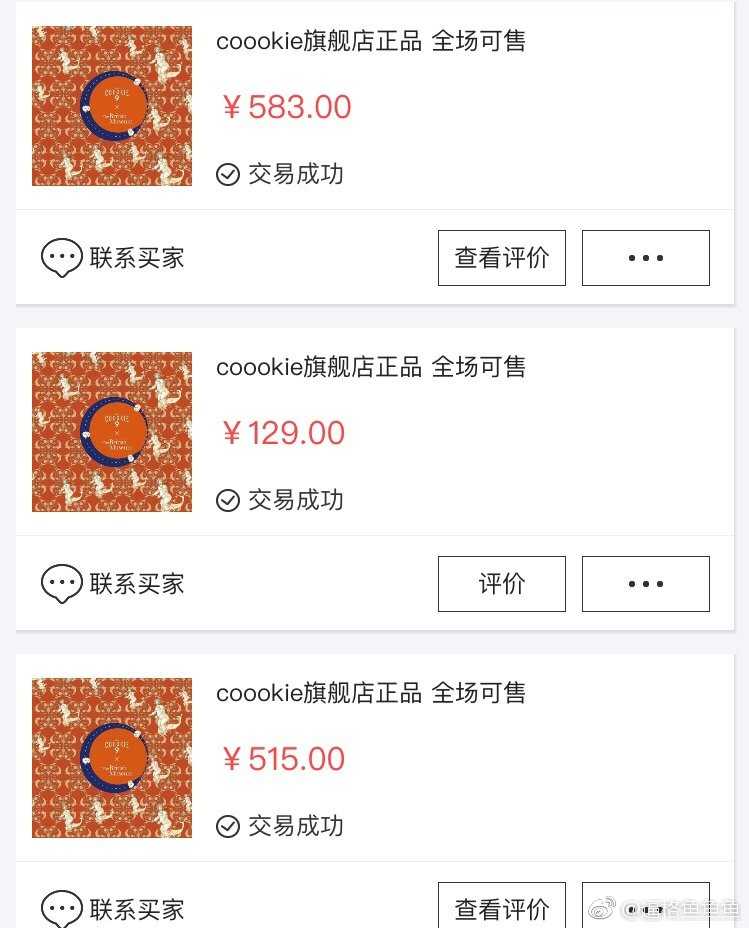 coookie旗舰店正品 全场可售
¥583.00
交易成功
联系买家
查看评价
coookie旗舰店正品 全场可售
¥129.00
交易成功
联系买家
评价
coookie旗舰店正品 全场可售
¥515.00
交易成功
联系买家
查看评价